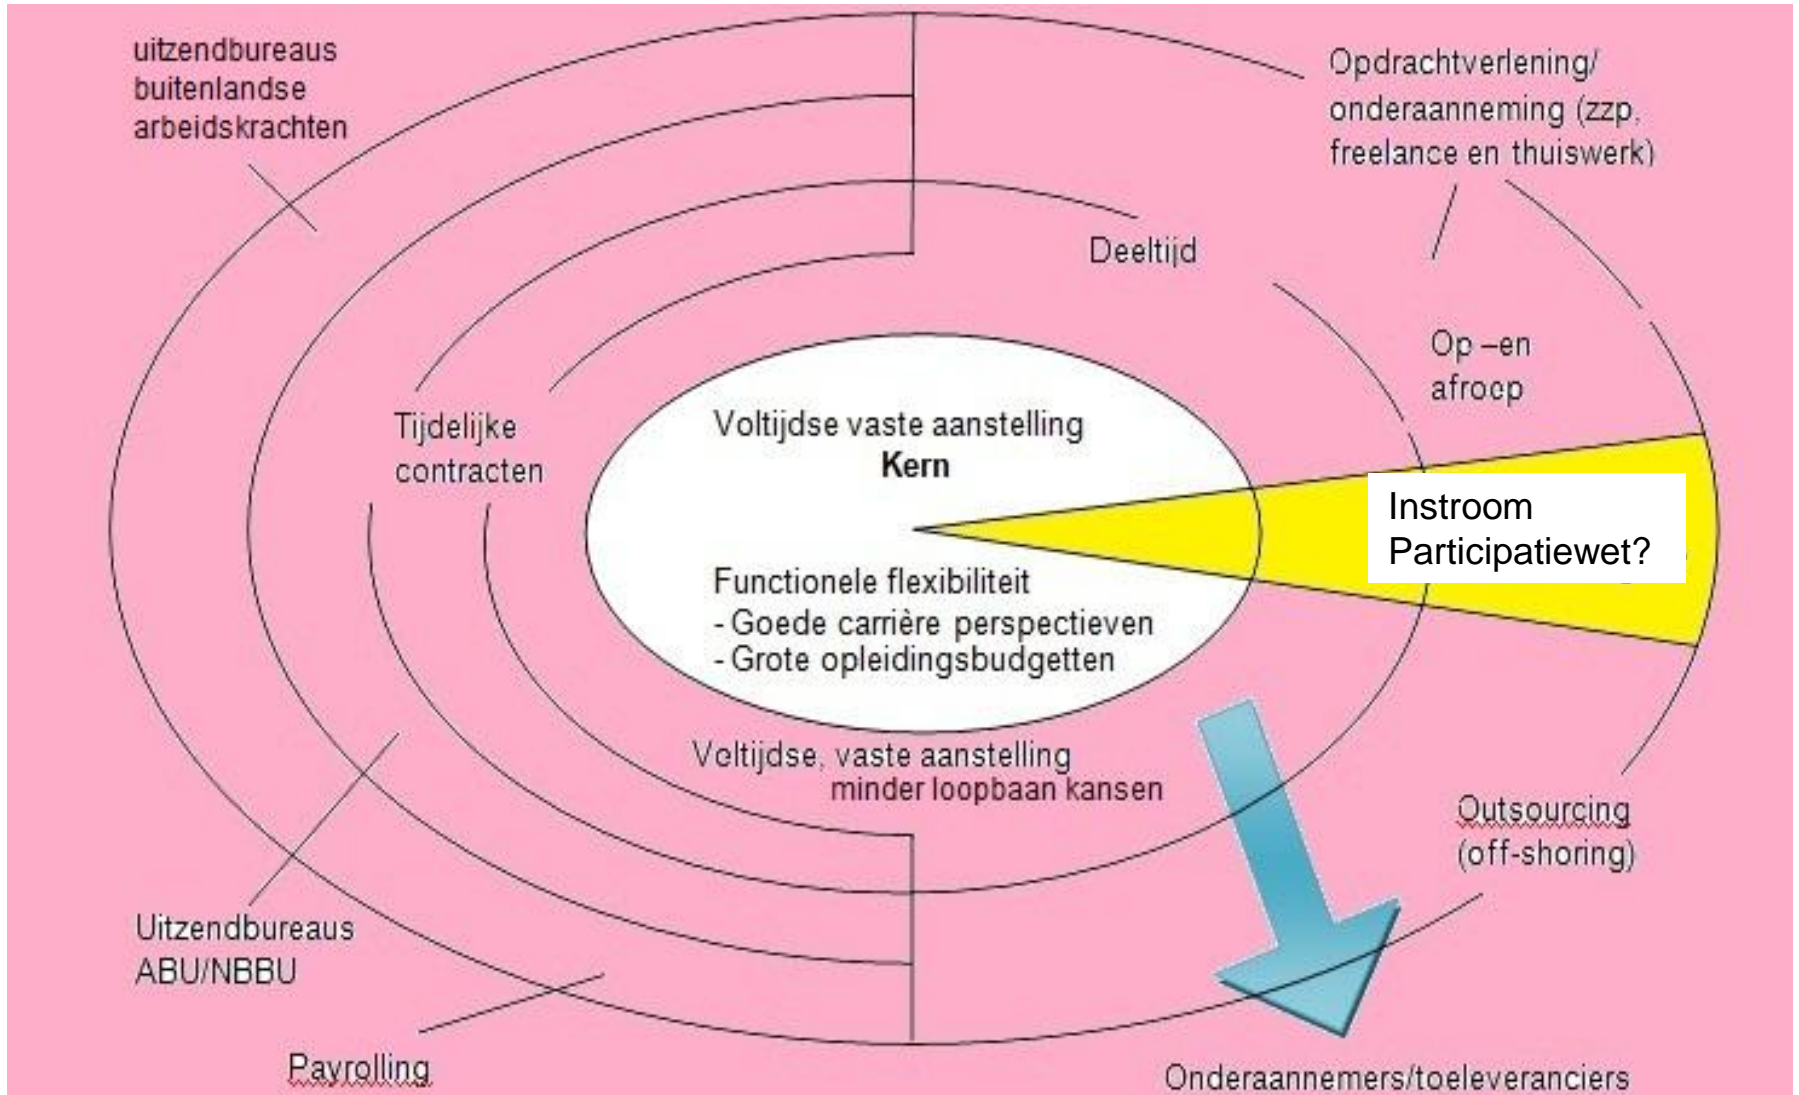 uitzendbureaus
buitenlandse
arbeidskrachten
Opdrachtverlening/
onderaanneming (zzp,
freelance en thuiswerk)
Deeltijd
Op –en
afroep
Tijdelijke
contracten
Voltijdse vaste aanstelling
Kern
Instroom
Participatiewet?
Functionele flexibiliteit
- Goede carrière perspectieven
- Grote opleidingsbudgetten
Voltijdse, vaste aanstelling
minder loopbaan kansen
Outsourcing
(off-shoring)
Uitzendbureaus
ABU/NBBU
Payrolling
Onderaannemers/toeleveranciers